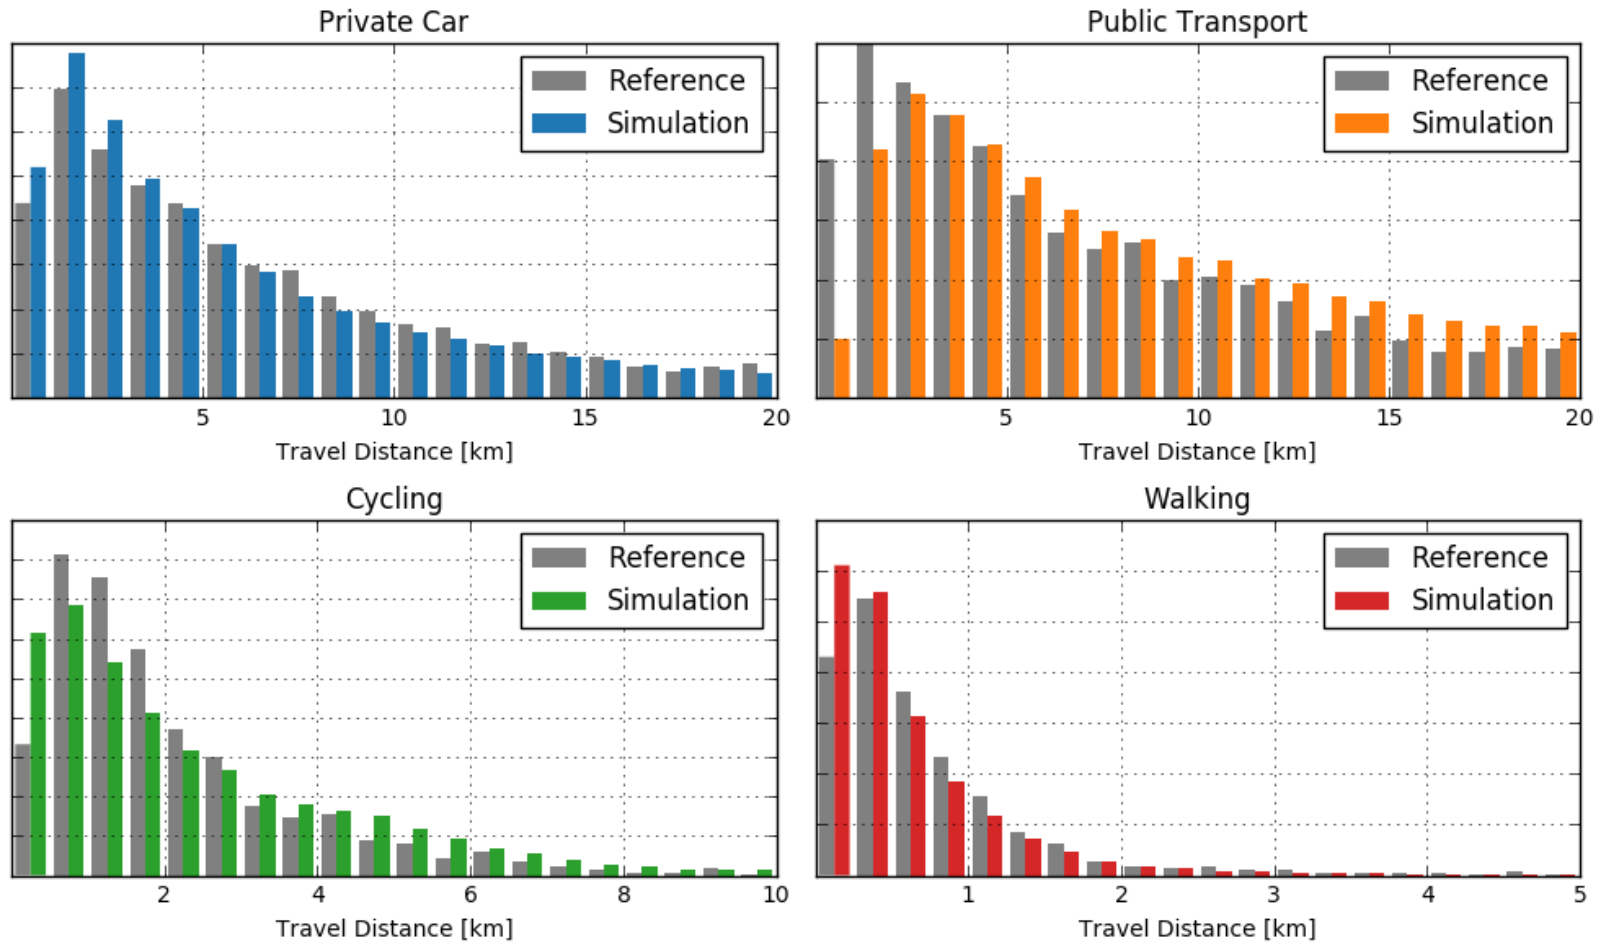 Private Car
Reference
Simulation
5 10 15 20
Travel Distance [km]
Public Transport
Reference
Simulation
5 10 15 20
Travel Distance [km]
Cycling
Reference
Simulation
2 4 6 8 10
Travel Distance [km]
Walking
Reference
Simulation
1 2 3 4 5
Travel Distance [km]